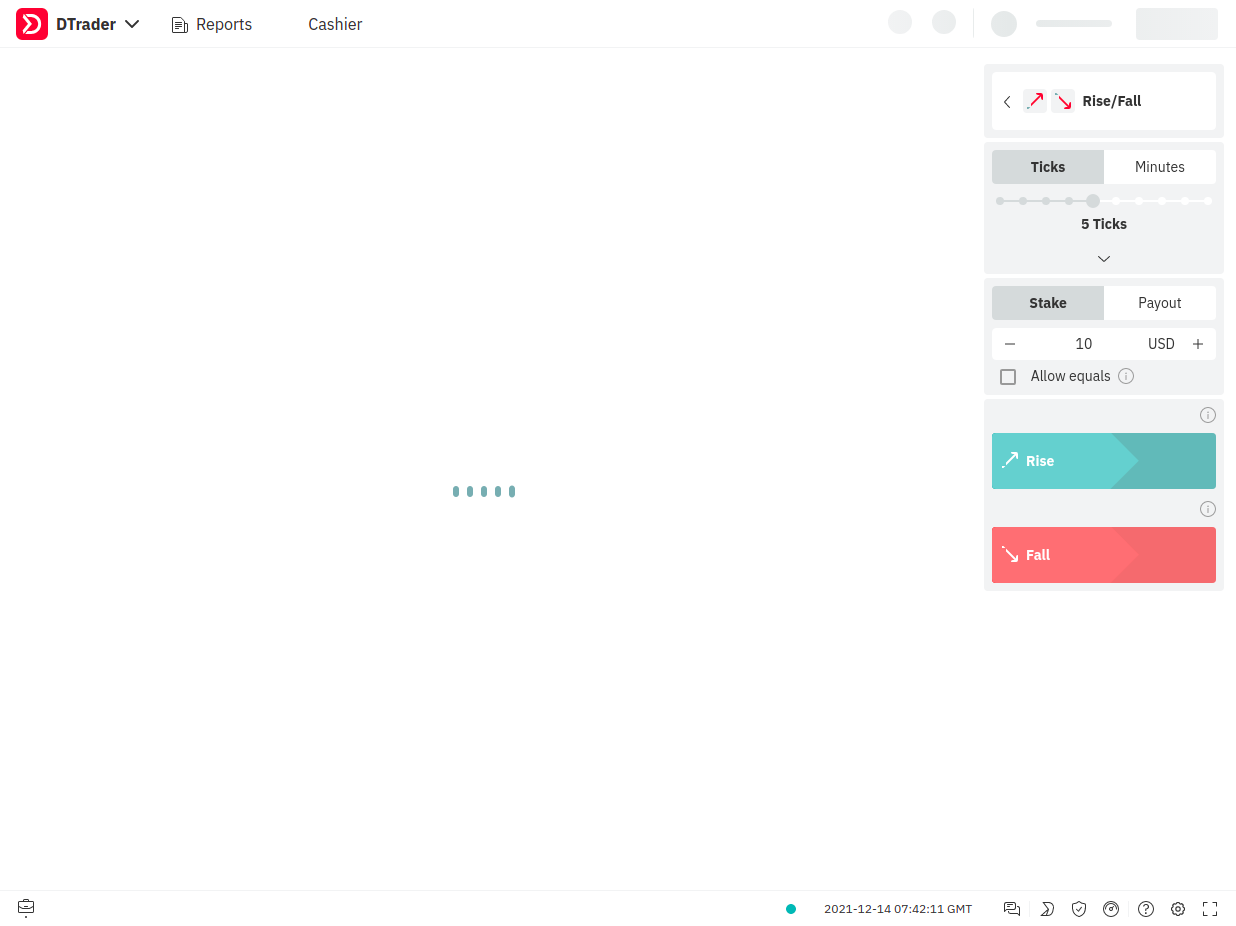 DTrader
Reports
Cashier
Rise/Fall
Ticks
Minutes
5 Ticks
Stake
Payout
10
USD
Allow equals
Rise
Fall
2021-12-14 07:42:11 GMT